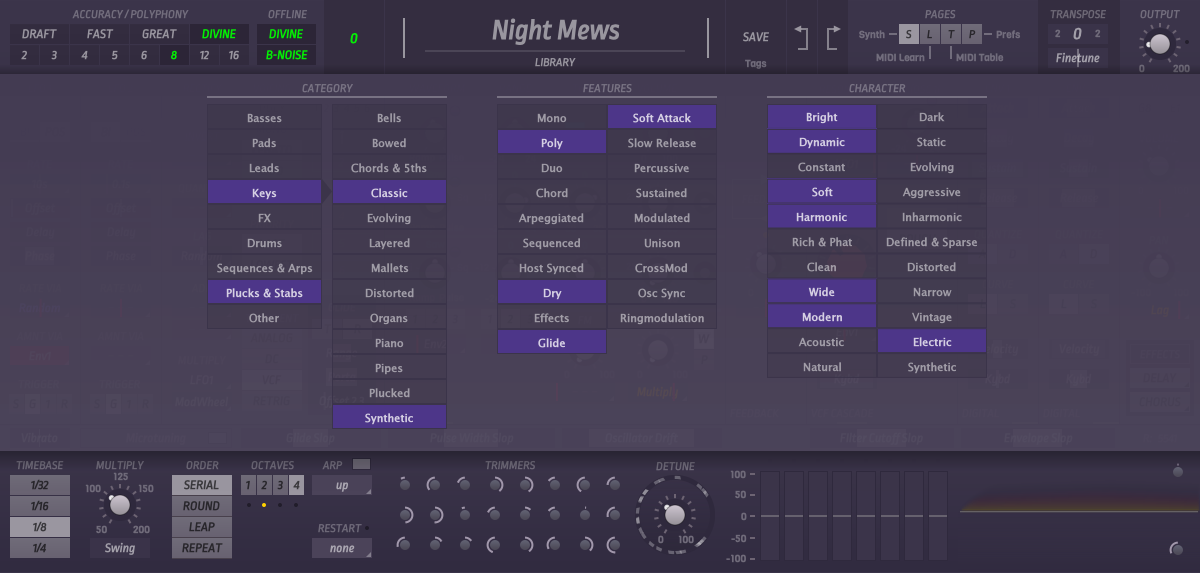 ACCURACY/POLYPHONY OFFLINE
DRAFT FAST GREAT DIVINE DIVINE
2 3 4 5 6 8 12 16 B-NOISE
0
Night Mews
LIBRARY
SAVE
Tags
PAGES
Synth S L T P Prefs
MIDI Learn MIDI Table
TRANSPOSE
2 0 2
Finetune
OUTPUT
0 200
CATEGORY
Basses Bells
Pads Bowed
Leads Chords & 5ths
Keys Classic
FX Evolving
Drums Layered
Sequences & Arps Mallets
Plucks & Stabs Distorted
Other Organs
Piano
Pipes
Plucked
Synthetic
FEATURES
Mono Soft Attack
Poly Slow Release
Duo Percussive
Chord Sustained
Arpeggiated Modulated
Sequenced Unison
Host Synced CrossMod
Dry Osc Sync
Effects Ringmodulation
Glide
CHARACTER
Bright Dark
Dynamic Static
Constant Evolving
Soft Aggressive
Harmonic Inharmonic
Rich & Phat Defined & Sparse
Clean Distorted
Wide Narrow
Modern Vintage
Acoustic Electric
Natural Synthetic
TIMEBASE
1/32
1/16
1/8
1/4
MULTIPLY
125
100 150
50 200
Swing
ORDER
SERIAL
ROUND
LEAP
REPEAT
OCTAVES
1 2 3 4
ARP
up
RESTART
none
TRIMMERS
DETUNE
0 100
100
50
0
-50
-100